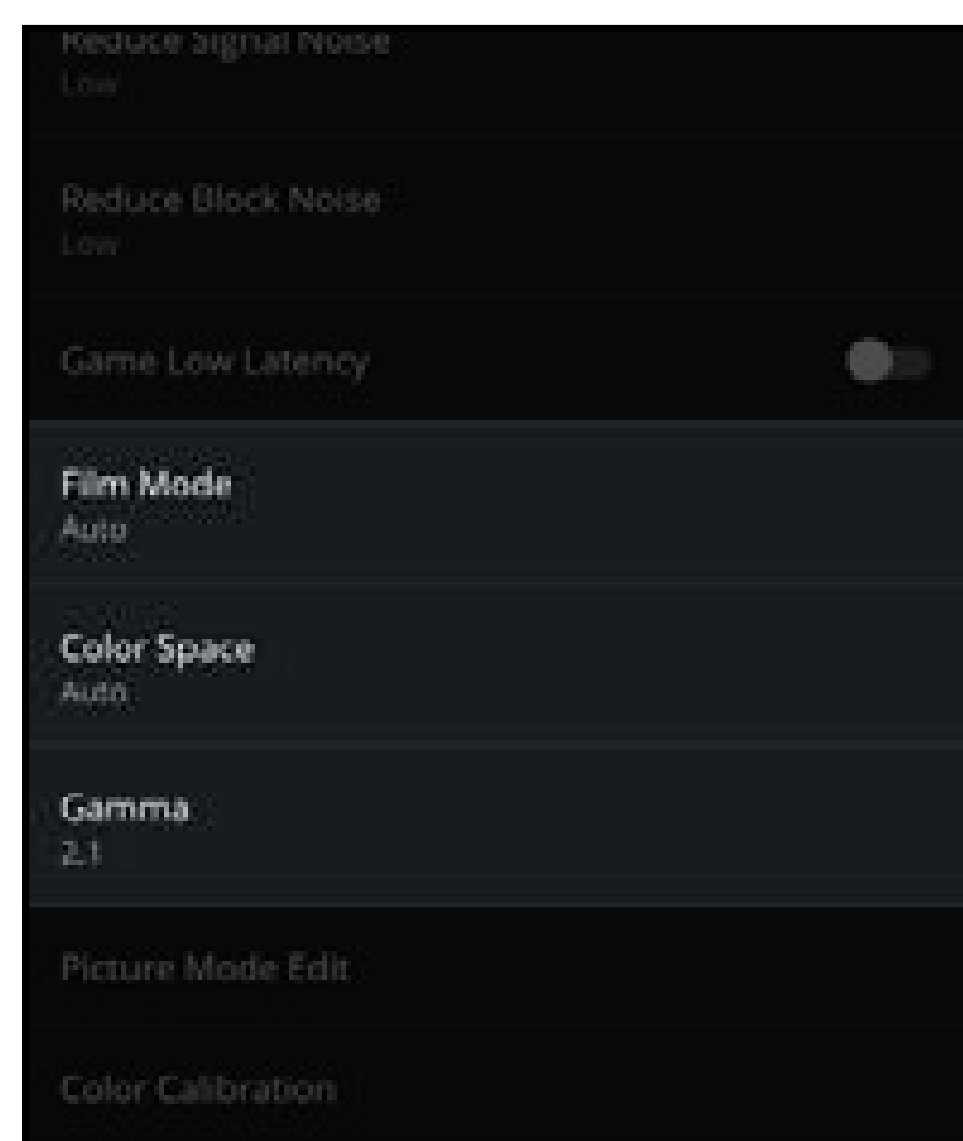 Reduce Signal Noise
Low
Reduce Block Noise
Low
Game Low Latency
Film Mode
Auto
Color Space
Auto
Gamma
2.1
Picture Mode Edit
Color Calibration